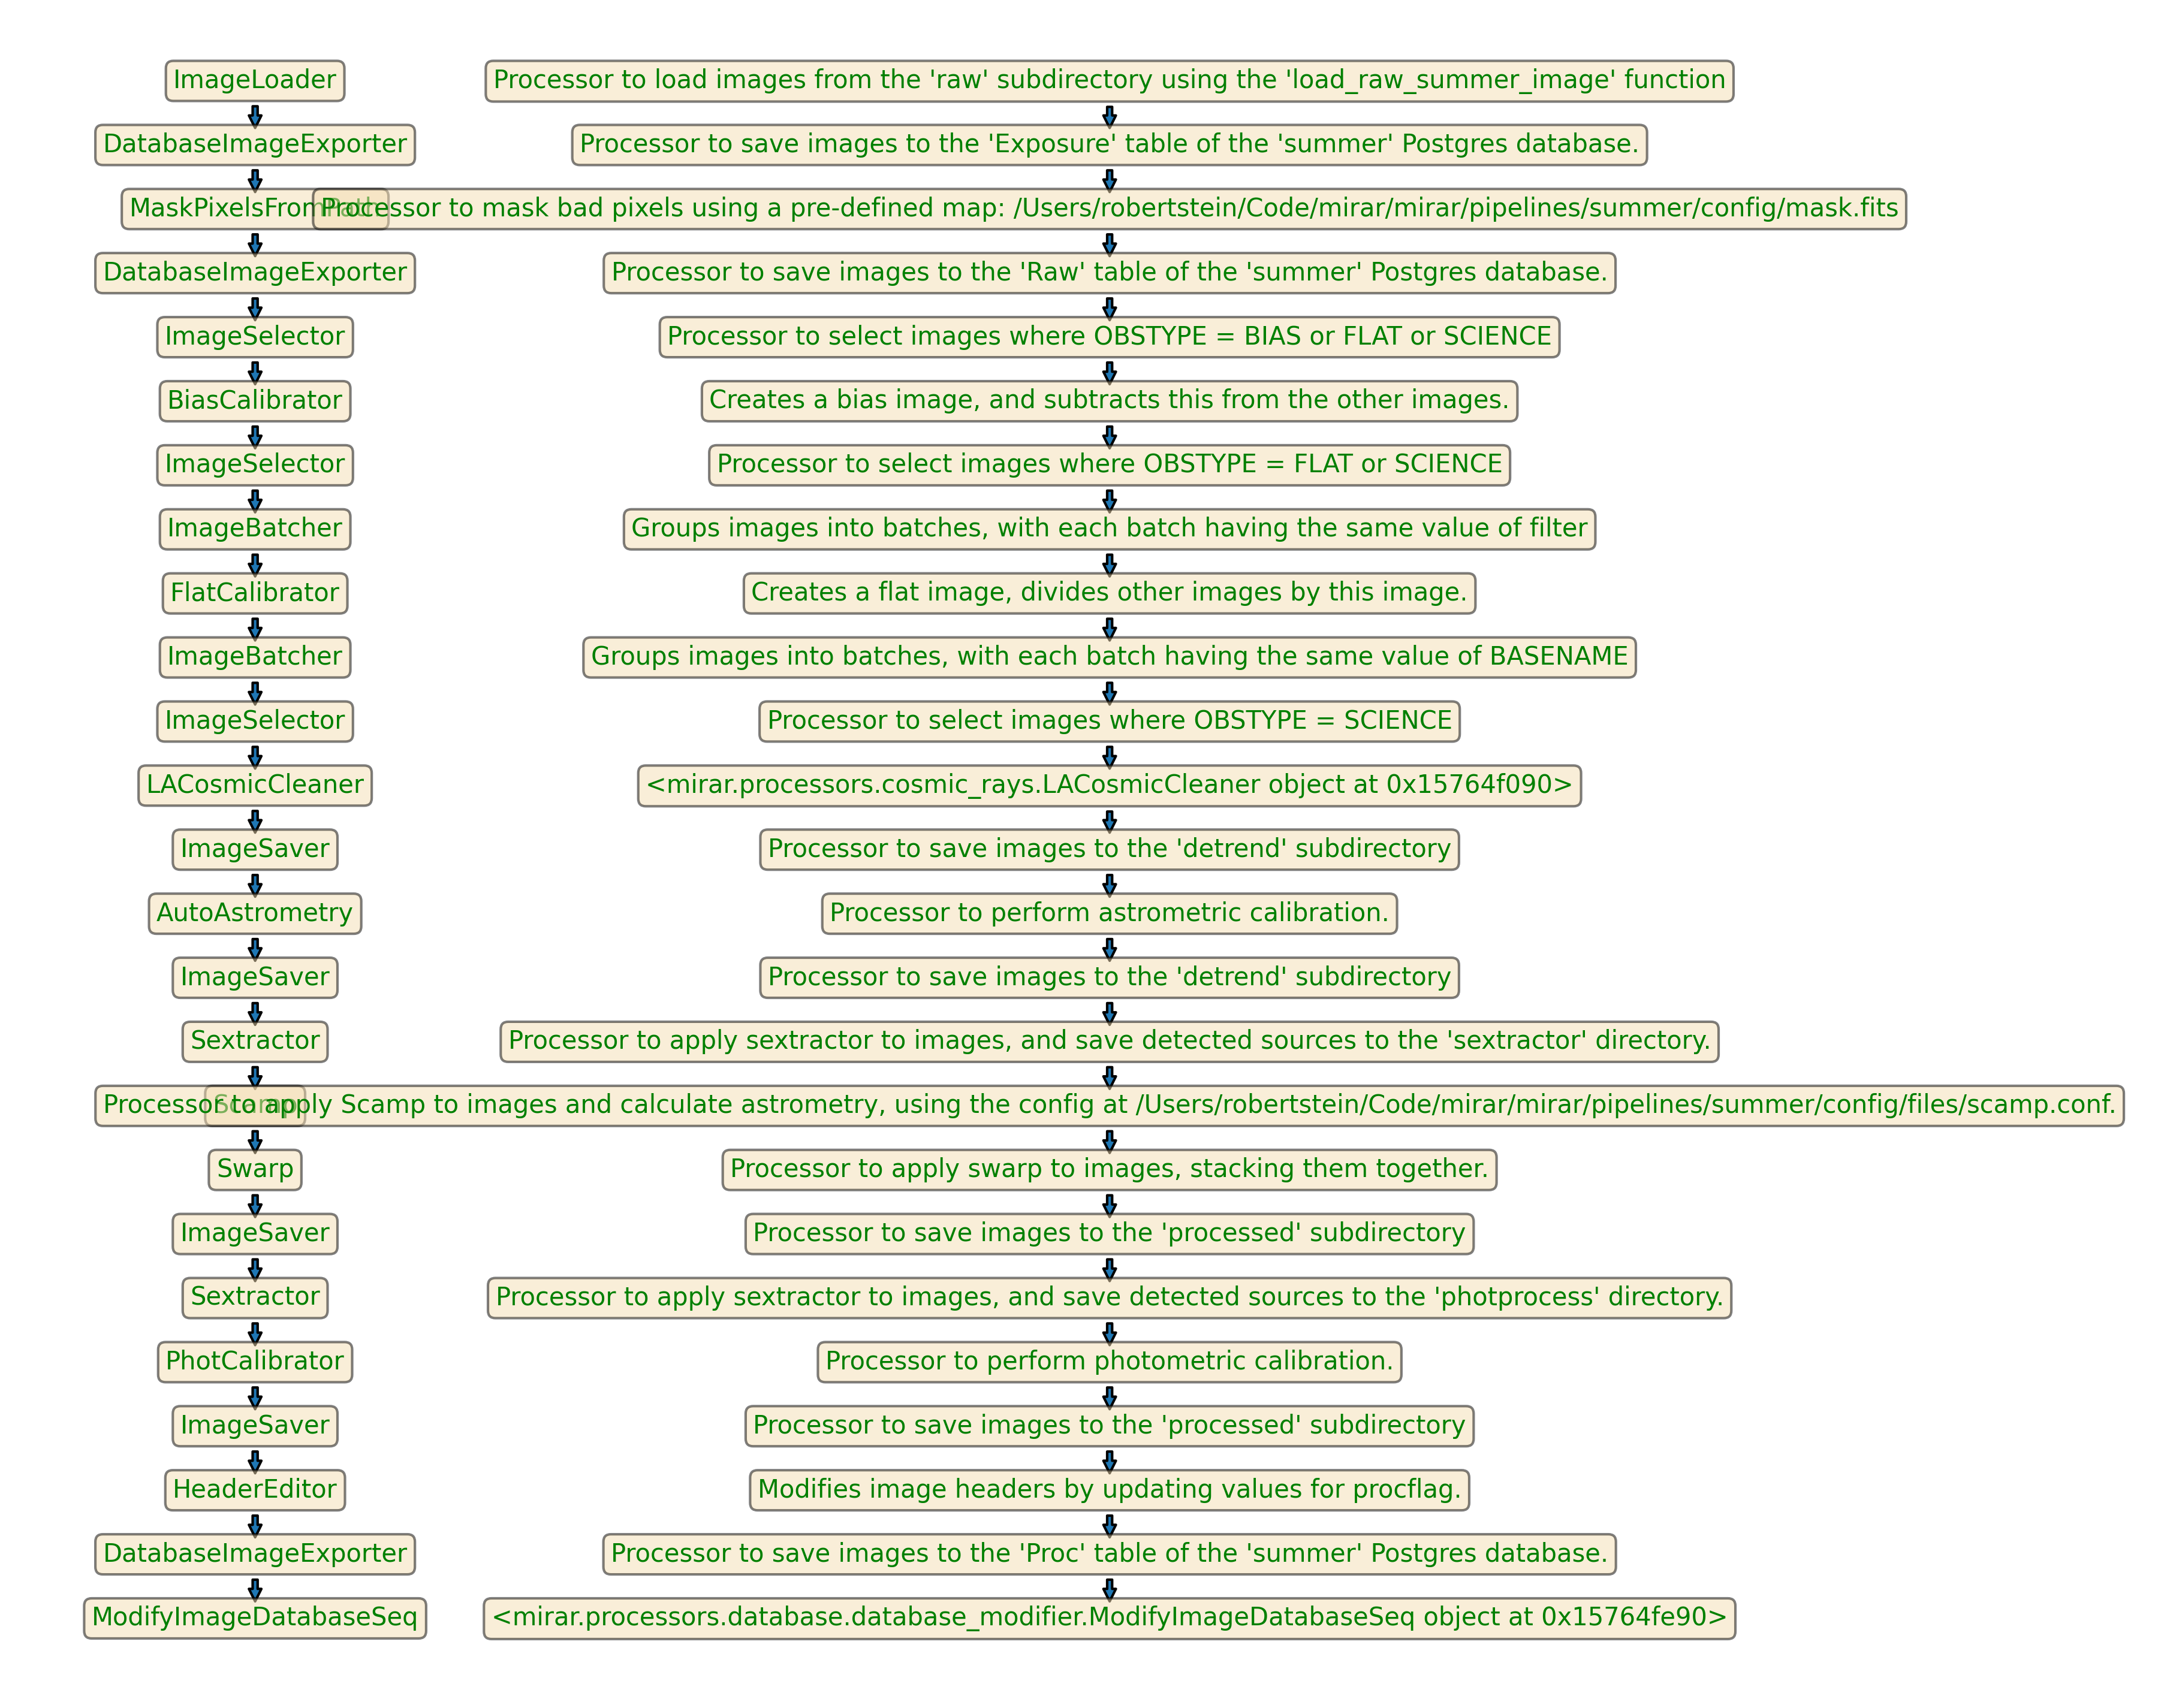 ImageLoader Processor to load images from the 'raw' subdirectory using the 'load_raw_summer_image' function
DatabaseImageExporter Processor to save images to the 'Exposure' table of the 'summer' Postgres database.
MaskPixelsFromPath Processor to mask bad pixels using a pre-defined map: /Users/robertstein/Code/mirar/mirar/pipelines/summer/config/mask.fits
DatabaseImageExporter Processor to save images to the 'Raw' table of the 'summer' Postgres database.
ImageSelector Processor to select images where OBSTYPE = BIAS or FLAT or SCIENCE
BiasCalibrator Creates a bias image, and subtracts this from the other images.
ImageSelector Processor to select images where OBSTYPE = FLAT or SCIENCE
ImageBatcher Groups images into batches, with each batch having the same value of filter
FlatCalibrator Creates a flat image, divides other images by this image.
ImageBatcher Groups images into batches, with each batch having the same value of BASENAME
ImageSelector Processor to select images where OBSTYPE = SCIENCE
LACosmicCleaner <mirar.processors.cosmic_rays.LACosmicCleaner object at 0x15764f090>
ImageSaver Processor to save images to the 'detrend' subdirectory
AutoAstrometry Processor to perform astrometric calibration.
ImageSaver Processor to save images to the 'detrend' subdirectory
Sextractor Processor to apply sextractor to images, and save detected sources to the 'sextractor' directory.
Scamp Processor to apply Scamp to images and calculate astrometry, using the config at /Users/robertstein/Code/mirar/mirar/pipelines/summer/config/files/scamp.conf.
Swarp Processor to apply swarp to images, stacking them together.
ImageSaver Processor to save images to the 'processed' subdirectory
Sextractor Processor to apply sextractor to images, and save detected sources to the 'photprocess' directory.
PhotCalibrator Processor to perform photometric calibration.
ImageSaver Processor to save images to the 'processed' subdirectory
HeaderEditor Modifies image headers by updating values for procflag.
DatabaseImageExporter Processor to save images to the 'Proc' table of the 'summer' Postgres database.
ModifyImageDatabaseSeq <mirar.processors.database.database_modifier.ModifyImageDatabaseSeq object at 0x15764fe90>